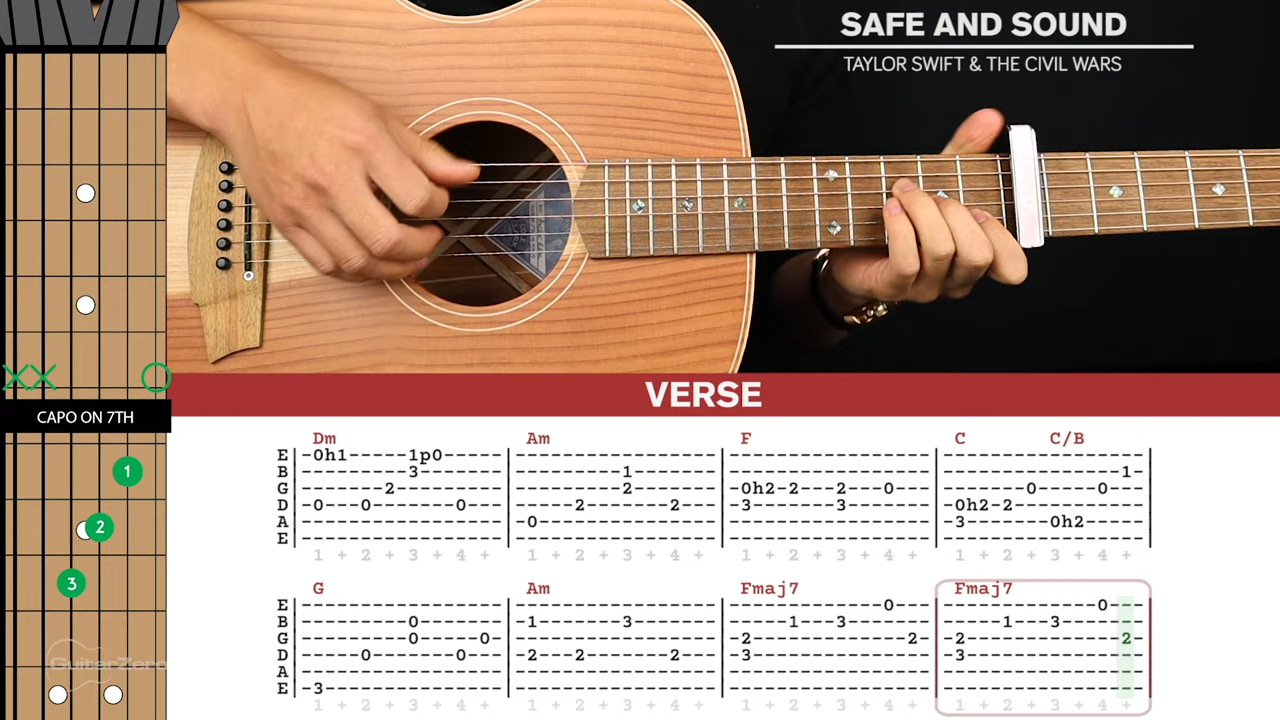 SAFE AND SOUND
TAYLOR SWIFT & THE CIVIL WARS
CAPO ON 7TH
1
2
3
GuitarZero
VERSE
Dm Am F C C/B
E -0h1-----1p0-----|-----------------|-----------------|-----------------|
B ---------3-------|---------1-------|-----------------|---------------1-|
G -------2---------|---------2-------|-0h2-2---2---0---|-------0-----0---|
D -0---0-------0---|-----2-------2---|-3-------3-------|-0h2-2-----------|
A -----------------|-0---------------|-----------------|-3-------0h2-----|
E -----------------|-----------------|-----------------|-----------------|
1 + 2 + 3 + 4 + 1 + 2 + 3 + 4 + 1 + 2 + 3 + 4 + 1 + 2 + 3 + 4 +
G Am Fmaj7 Fmaj7
E -----------------|-----------------|-------------0---|-------------0---|
B ---------0-------|-1-------3-------|-----1---3-------|-----1---3-------|
G ---------0-----0-|-----------------|-2-------------2-|-2-------------2-|
D -----0-------0---|-2---2-------2---|-3---------------|-3---------------|
A -----------------|-----------------|-----------------|-----------------|
E -3---------------|-----------------|-----------------|-----------------|
1 + 2 + 3 + 4 + 1 + 2 + 3 + 4 + 1 + 2 + 3 + 4 + 1 + 2 + 3 + 4 +